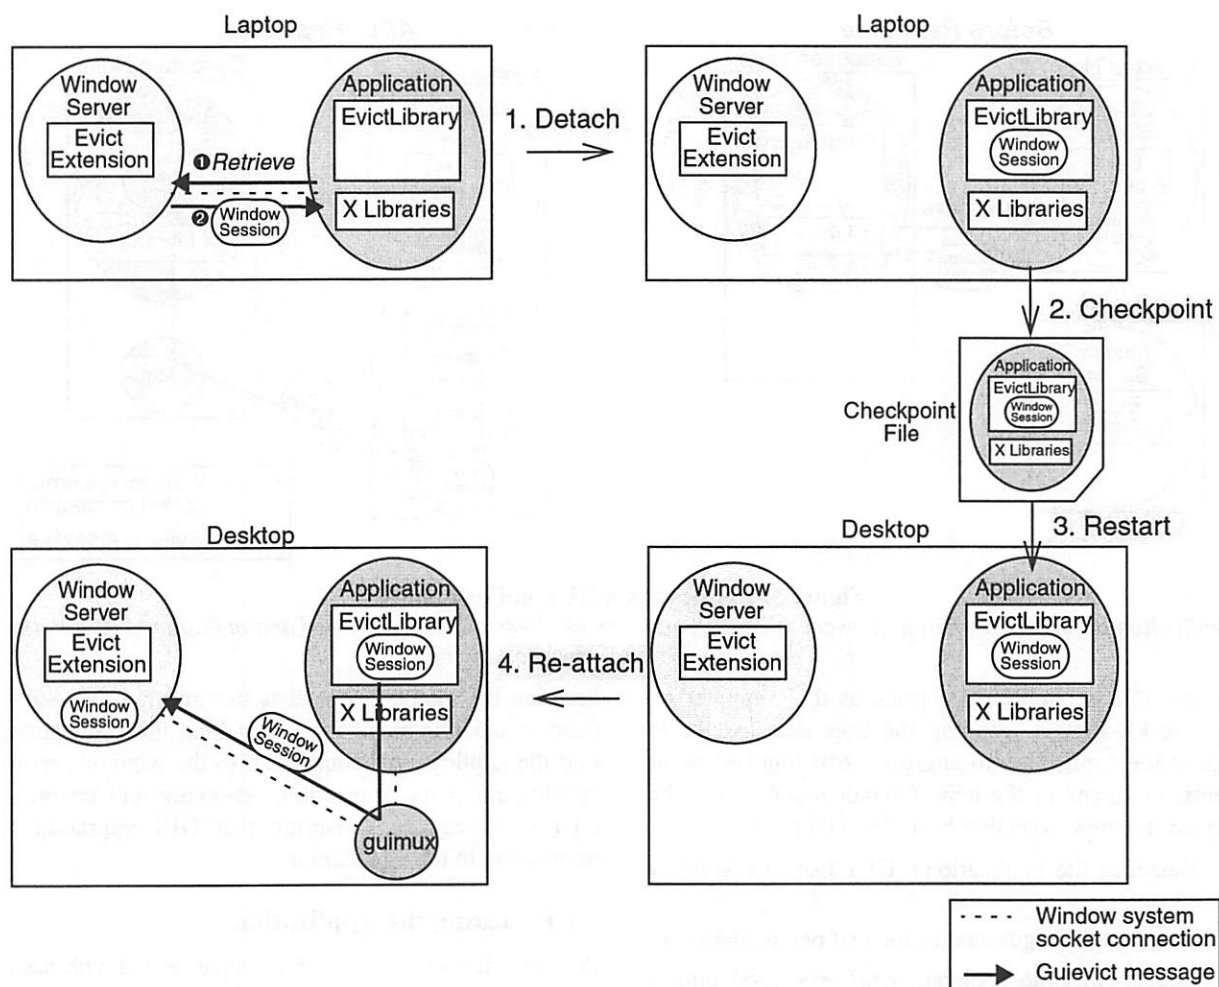 Laptop
Window
Server
Evict
Extension
❶Retrieve
❷
Window
Session
Application
EvictLibrary
X Libraries
1. Detach
Laptop
Window
Server
Evict
Extension
Application
EvictLibrary
Window
Session
X Libraries
2. Checkpoint
Checkpoint
File
Application
EvictLibrary
Window
Session
X Libraries
3. Restart
Desktop
Window
Server
Evict
Extension
Window
Session
Window
Session
Application
EvictLibrary
Window
Session
X Libraries
guimux
4. Re-attach
Desktop
Window
Server
Evict
Extension
Application
EvictLibrary
Window
Session
X Libraries
Window system
socket connection
Guievict message